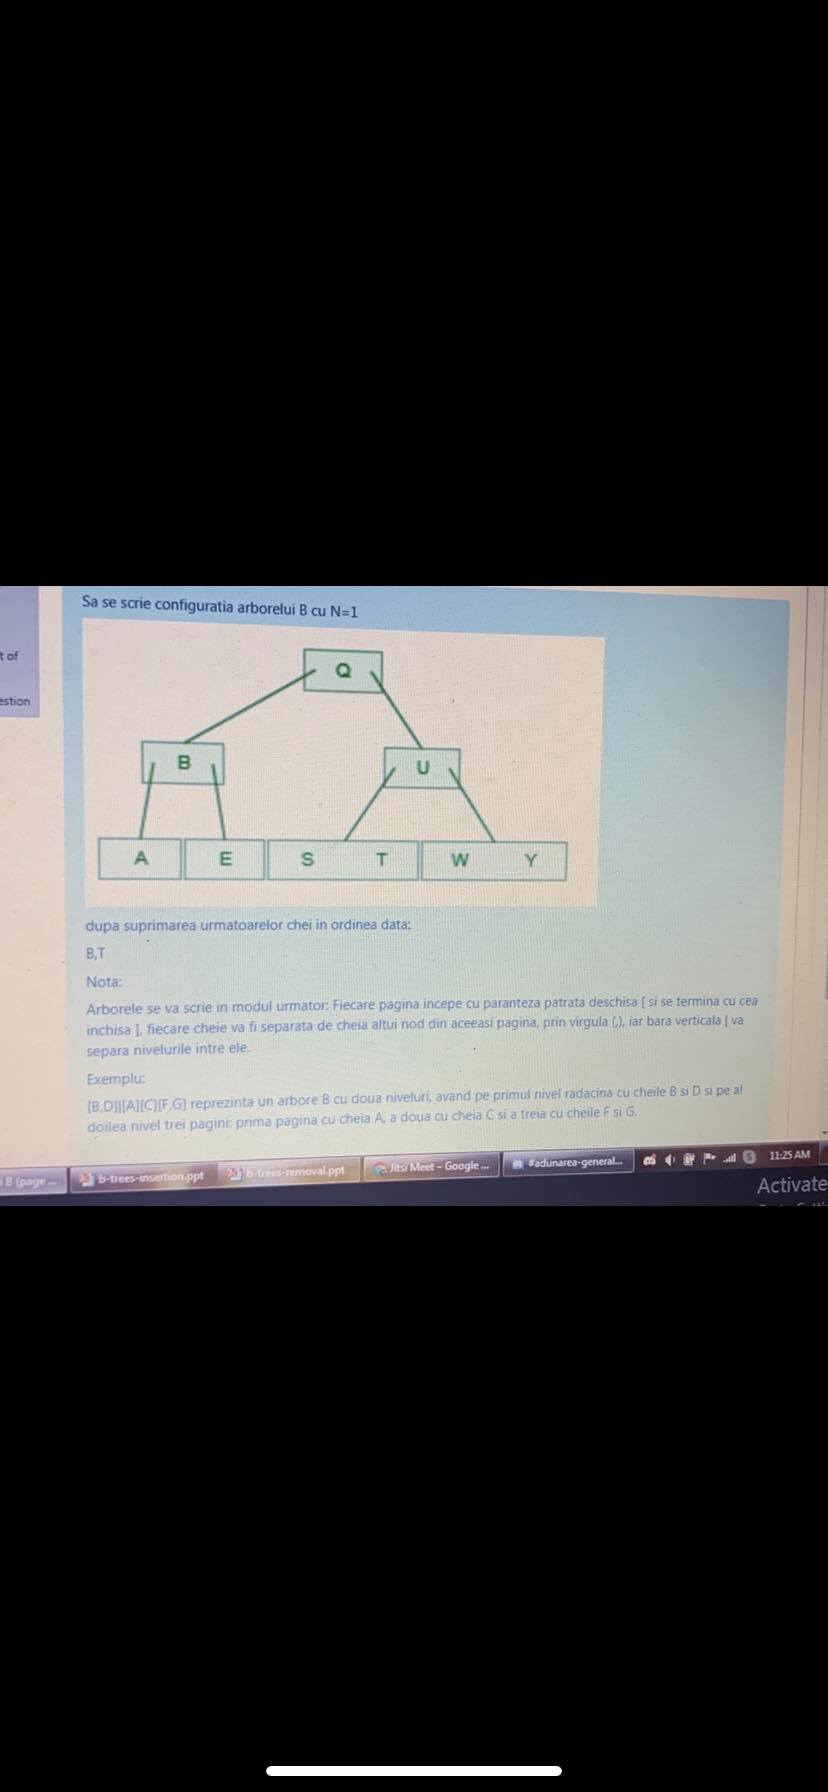 Sa se scrie configuratia arborelui B cu N=1
t of
estion
Q
B U
A E S T W Y
dupa suprimarea urmatoarelor chei in ordinea data:
B,T
Nota:
Arborele se va scrie in modul urmator: Fiecare pagina incepe cu paranteza patrata deschisa [ si se termina cu cea
inchisa ], fiecare cheie va fi separata de cheia altui nod din aceeasi pagina, prin virgula (,), iar bara verticala | va
separa nivelurile intre ele.
Exemplu:
[B,D]|[A][C][F,G] reprezinta un arbore B cu doua niveluri, avand pe primul nivel radacina cu cheile B si D si pe al
doilea nivel trei pagini: prima pagina cu cheia A, a doua cu cheia C si a treia cu cheile F si G.
B (page ... b-trees-insertion.ppt b-trees-removal.ppt Jitsi Meet - Google ... #adunarea-general... 11:25 AM
Activate